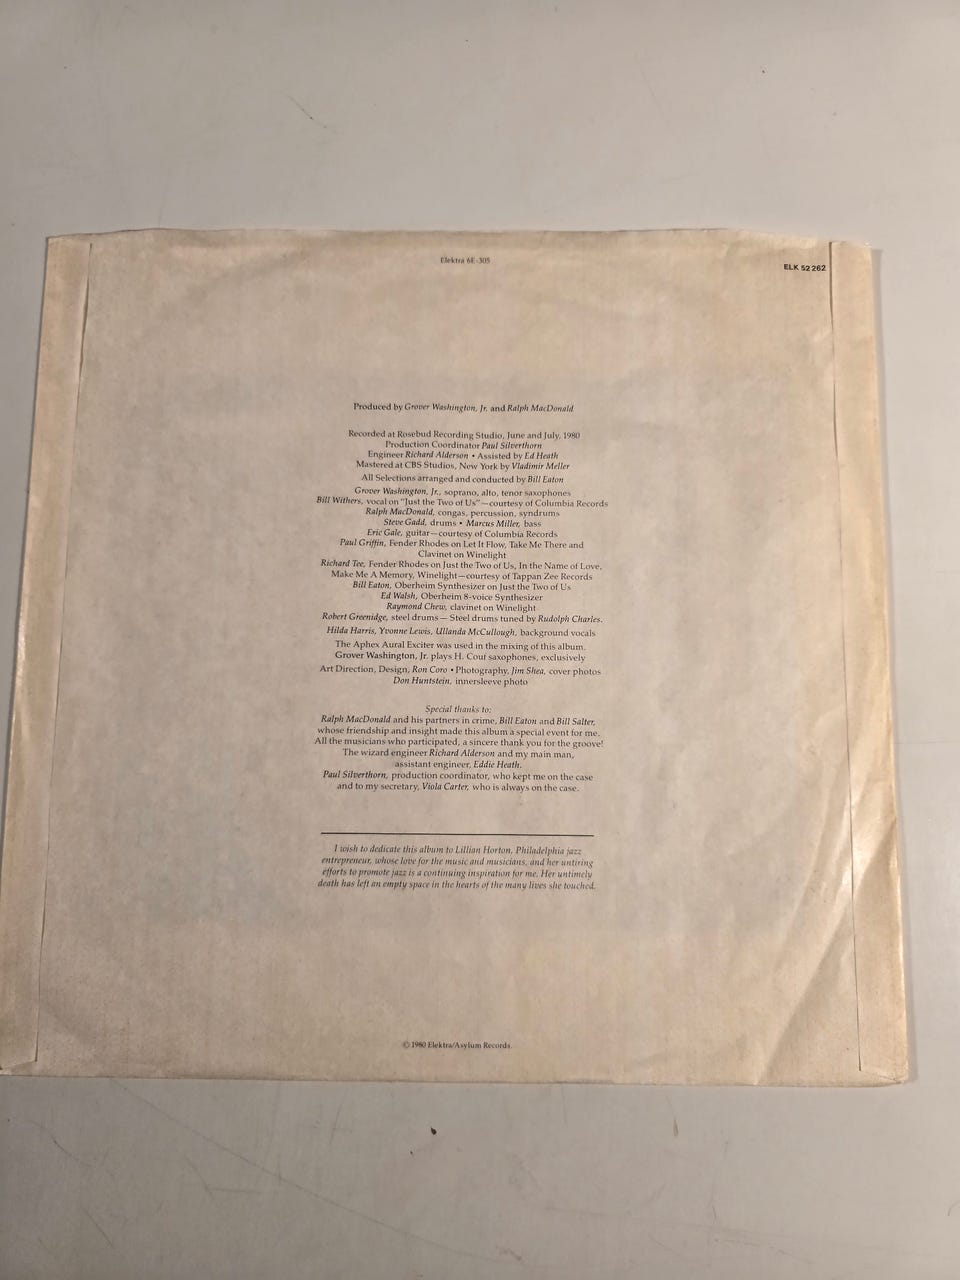 Elektra 6E-305
ELK 52 262
Produced by Grover Washington, Jr. and Ralph MacDonald
Recorded at Rosebud Recording Studio, June and July, 1980
Production Coordinator Paul Silverthorn
Engineer Richard Alderson • Assisted by Ed Heath
Mastered at CBS Studios, New York by Vladimir Meller
All Selections arranged and conducted by Bill Eaton
Grover Washington, Jr., soprano, alto, tenor saxophones
Bill Withers, vocal on "Just the Two of Us"—courtesy of Columbia Records
Ralph MacDonald, congas, percussion, syndrums
Steve Gadd, drums • Marcus Miller, bass
Eric Gale, guitar—courtesy of Columbia Records
Paul Griffin, Fender Rhodes on Let It Flow, Take Me There and
Clavinet on Winelight
Richard Tee, Fender Rhodes on Just the Two of Us, In the Name of Love,
Make Me A Memory, Winelight—courtesy of Tappan Zee Records
Bill Eaton, Oberheim Synthesizer on Just the Two of Us
Ed Walsh, Oberheim 8-voice Synthesizer
Raymond Chew, clavinet on Winelight
Robert Greenidge, steel drums— Steel drums tuned by Rudolph Charles.
Hilda Harris, Yvonne Lewis, Ullanda McCullough, background vocals
The Aphex Aural Exciter was used in the mixing of this album.
Grover Washington, Jr. plays H. Couf saxophones, exclusively
Art Direction, Design, Ron Coro • Photography, Jim Shea, cover photos
Don Huntstein, innersleeve photo
Special thanks to:
Ralph MacDonald and his partners in crime, Bill Eaton and Bill Salter,
whose friendship and insight made this album a special event for me.
All the musicians who participated, a sincere thank you for the groove!
The wizard engineer Richard Alderson and my main man,
assistant engineer, Eddie Heath.
Paul Silverthorn, production coordinator, who kept me on the case
and to my secretary, Viola Carter, who is always on the case.
I wish to dedicate this album to Lillian Horton, Philadelphia jazz
entrepreneur, whose love for the music and musicians, and her untiring
efforts to promote jazz is a continuing inspiration for me. Her untimely
death has left an empty space in the hearts of the many lives she touched.
© 1980 Elektra/Asylum Records.